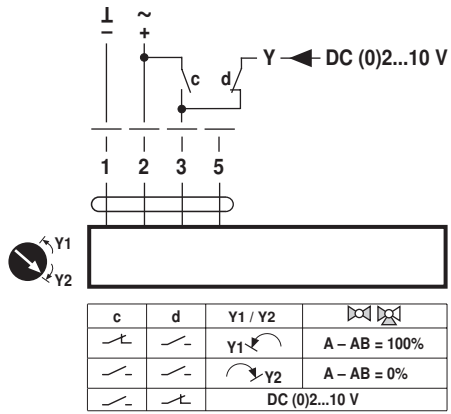 ⊥ ~
− +
c d Y DC (0)2...10 V
1 2 3 5
Y1
Y2
c d Y1 / Y2
Y1 A – AB = 100%
Y2 A – AB = 0%
DC (0)2...10 V